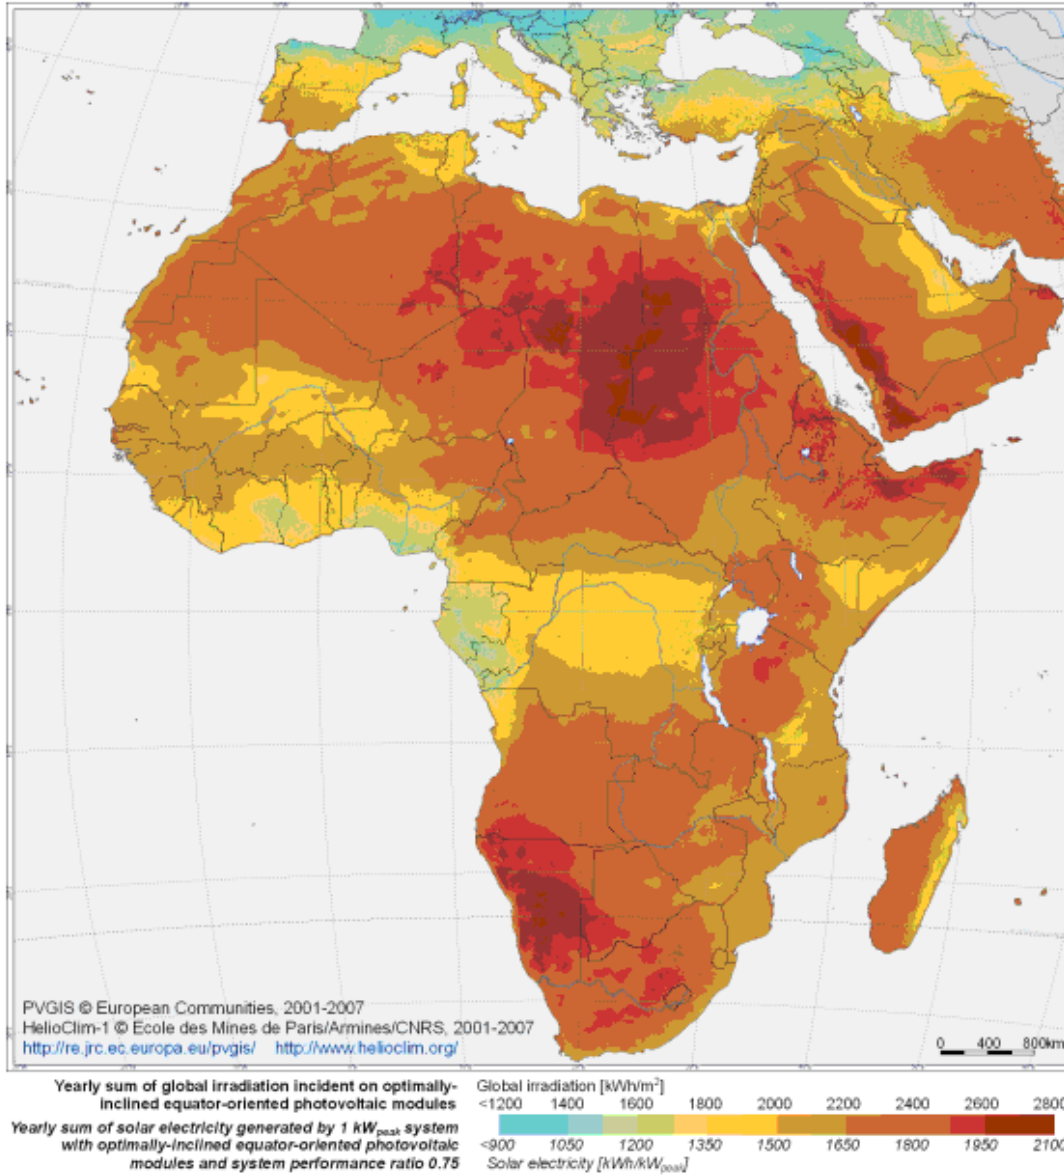 PVGIS © European Communities, 2001-2007
HelioClim-1 © Ecole des Mines de Paris/Armines/CNRS, 2001-2007
http://re.jrc.ec.europa.eu/pvgis/ http://www.helioclim.org/
0 400 800km
Yearly sum of global irradiation incident on optimally-
inclined equator-oriented photovoltaic modules
Yearly sum of solar electricity generated by 1 kWpeak system
with optimally-inclined equator-oriented photovoltaic
modules and system performance ratio 0.75
Global irradiation [kWh/m²]
<1200 1400 1600 1800 2000 2200 2400 2600 2800
<900 1050 1200 1350 1500 1650 1800 1950 2100
Solar electricity [kWh/kWpeak]